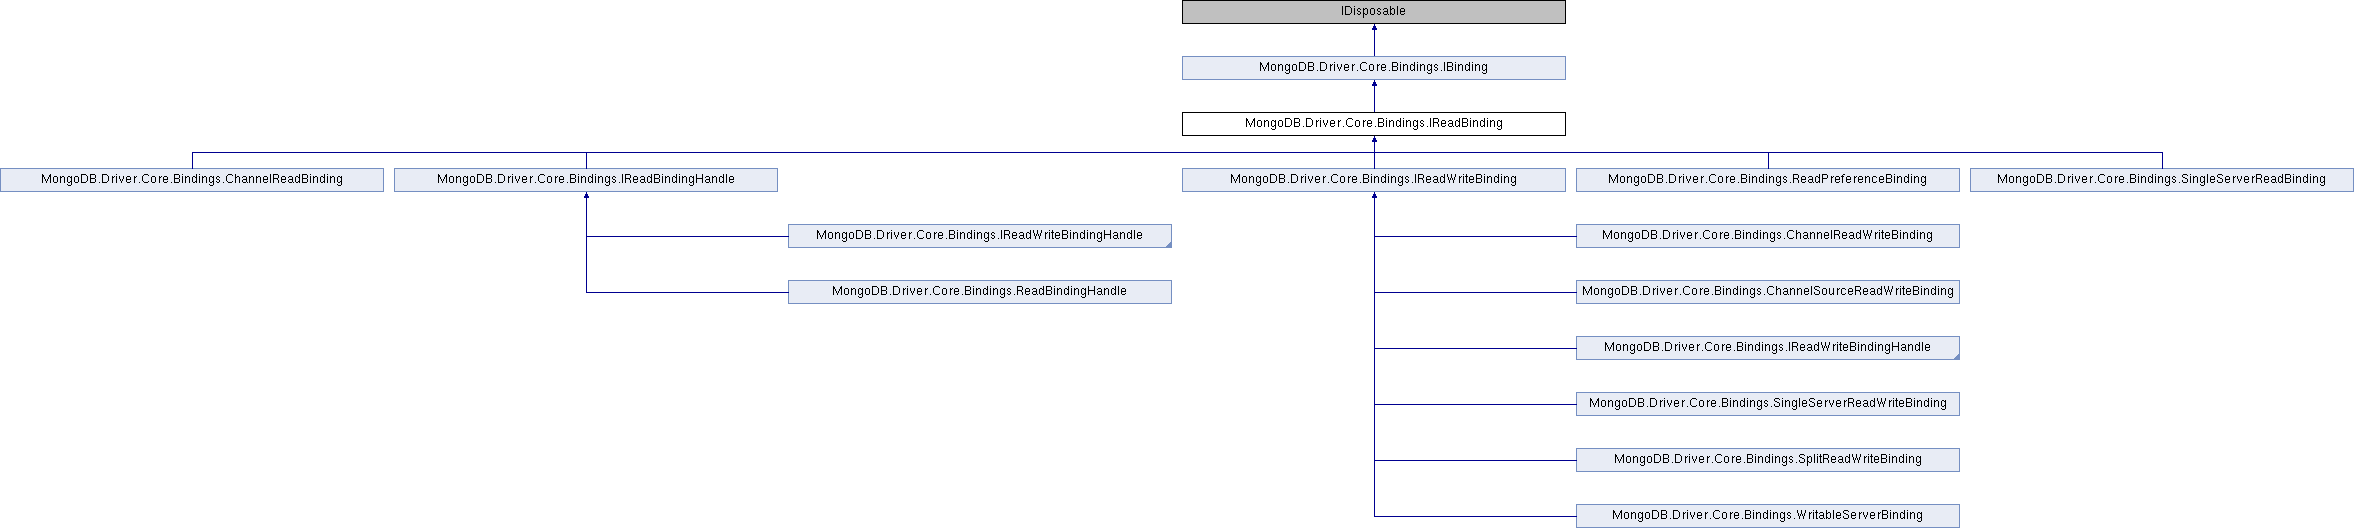 IDisposable
MongoDB.Driver.Core.Bindings.IBinding
MongoDB.Driver.Core.Bindings.IReadBinding
MongoDB.Driver.Core.Bindings.ChannelReadBinding
MongoDB.Driver.Core.Bindings.IReadBindingHandle
MongoDB.Driver.Core.Bindings.IReadWriteBinding
MongoDB.Driver.Core.Bindings.ReadPreferenceBinding
MongoDB.Driver.Core.Bindings.SingleServerReadBinding
MongoDB.Driver.Core.Bindings.IReadWriteBindingHandle
MongoDB.Driver.Core.Bindings.ChannelReadWriteBinding
MongoDB.Driver.Core.Bindings.ReadBindingHandle
MongoDB.Driver.Core.Bindings.ChannelSourceReadWriteBinding
MongoDB.Driver.Core.Bindings.IReadWriteBindingHandle
MongoDB.Driver.Core.Bindings.SingleServerReadWriteBinding
MongoDB.Driver.Core.Bindings.SplitReadWriteBinding
MongoDB.Driver.Core.Bindings.WritableServerBinding